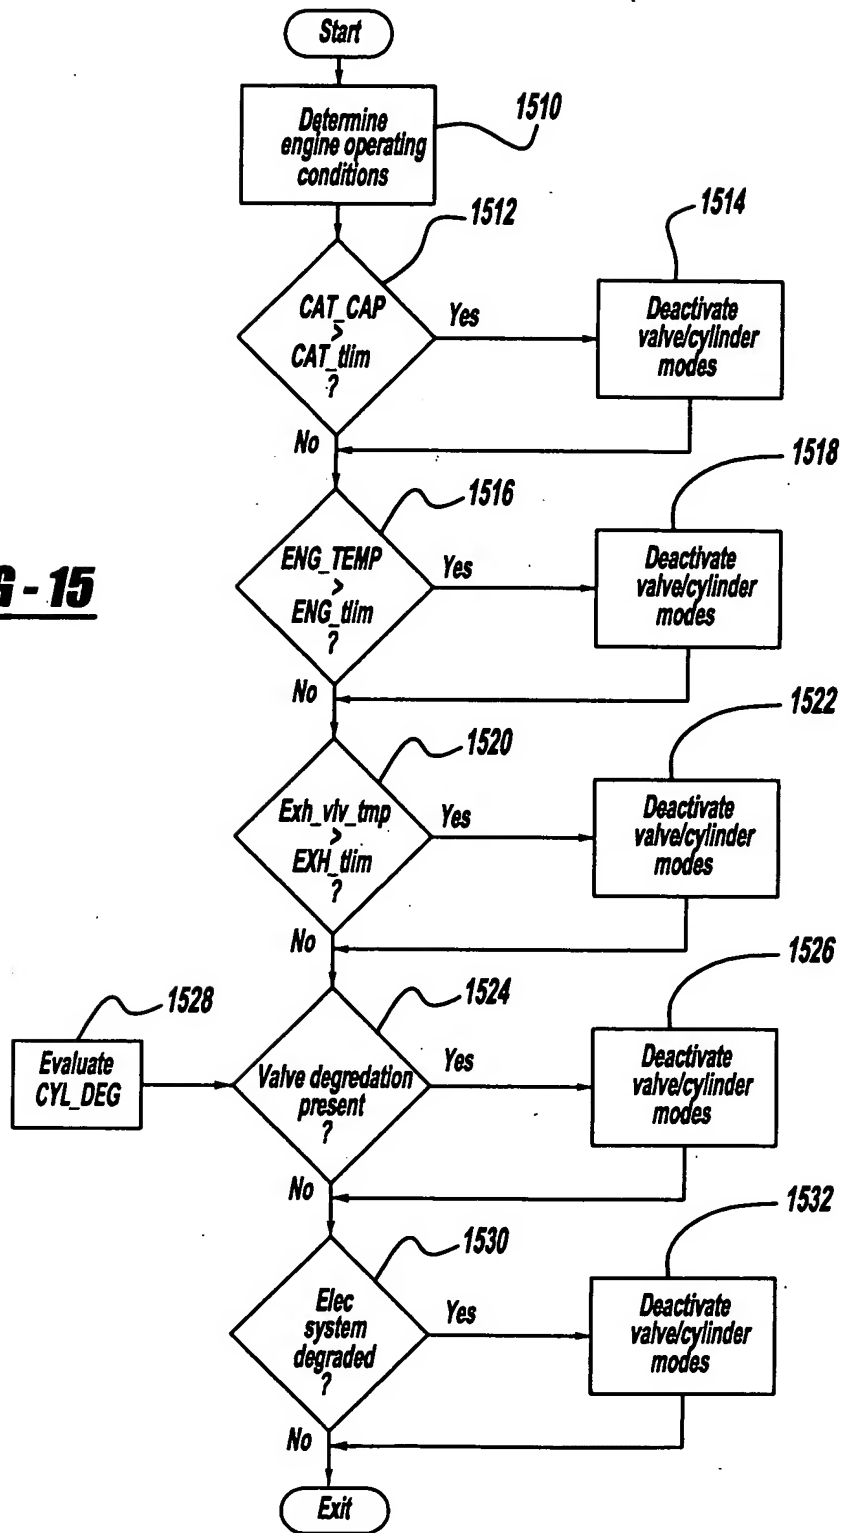 Start
Determine
engine operating
conditions
1510
1512
CAT_CAP
>
CAT_tlim
?
Yes
1514
Deactivate
valve/cylinder
modes
No
1516
ENG_TEMP
>
ENG_tlim
?
Yes
1518
Deactivate
valve/cylinder
modes
No
G - 15
1520
Exh_vlv_tmp
>
EXH_tlim
?
Yes
1522
Deactivate
valve/cylinder
modes
No
1528
Evaluate
CYL_DEG
1524
Valve degredation
present
?
Yes
1526
Deactivate
valve/cylinder
modes
No
1530
Elec
system
degraded
?
Yes
1532
Deactivate
valve/cylinder
modes
No
Exit